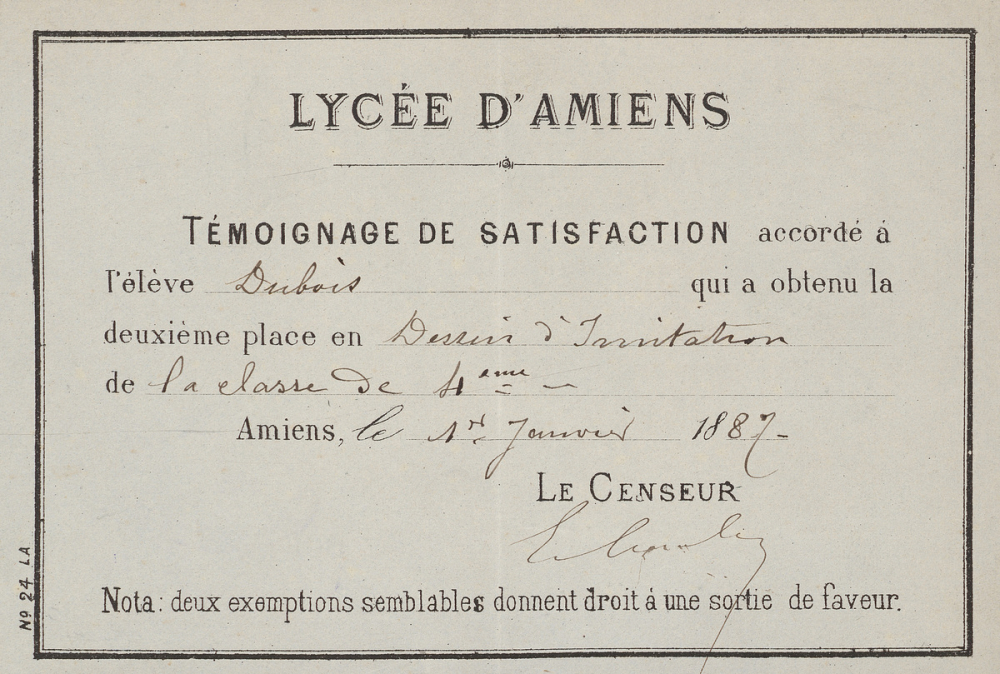 LYCÉE D'AMIENS
TÉMOIGNAGE DE SATISFACTION accordé á
l'élève Dubois qui a obtenu la
deuxième place en Dessin d'Imitation
de la classe de 4ème
Amiens, le 1er Janvier 1887
LE CENSEUR
Nota: deux exemptions semblables donnent droit á une sortie de faveur.
Nº 24 LA